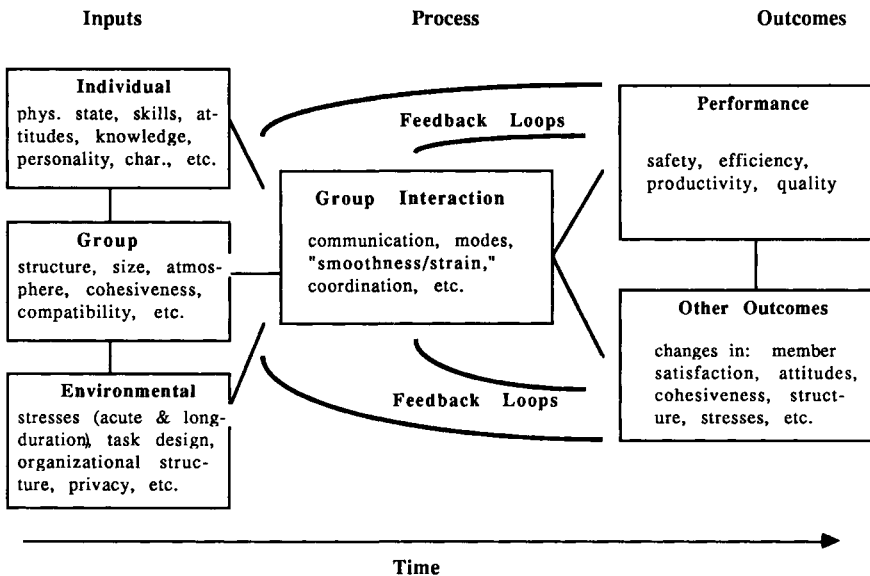 Inputs
Process
Outcomes
Individual
phys. state, skills, at-
titudes, knowledge,
personality, char., etc.
Group
structure, size, atmos-
phere, cohesiveness,
compatibility, etc.
Environmental
stresses (acute & long-
duration), task design,
organizational struc-
ture, privacy, etc.
Feedback Loops
Group Interaction
communication, modes,
"smoothness/strain,"
coordination, etc.
Feedback Loops
Performance
safety, efficiency,
productivity, quality
Other Outcomes
changes in: member
satisfaction, attitudes,
cohesiveness, struct-
ure, stresses, etc.
Time